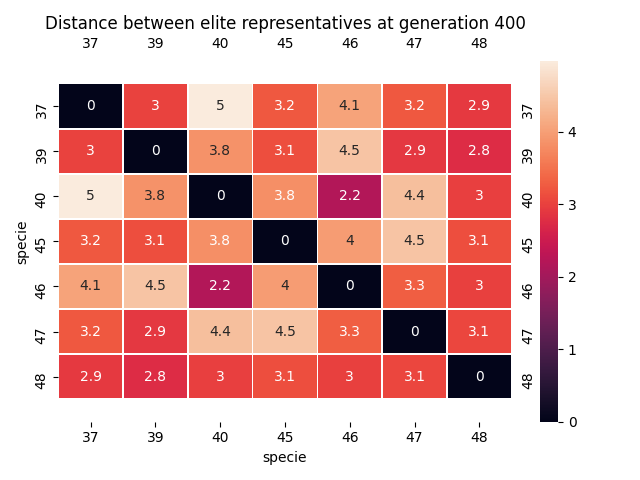 Distance between elite representatives at generation 400
37 39 40 45 46 47 48
37 0 3 5 3.2 4.1 3.2 2.9 37
39 3 0 3.8 3.1 4.5 2.9 2.8 39
40 5 3.8 0 3.8 2.2 4.4 3 40
45 3.2 3.1 3.8 0 4 4.5 3.1 45
46 4.1 4.5 2.2 4 0 3.3 3 46
47 3.2 2.9 4.4 4.5 3.3 0 3.1 47
48 2.9 2.8 3 3.1 3 3.1 0 48
37 39 40 45 46 47 48
specie
specie
4
3
2
1
0